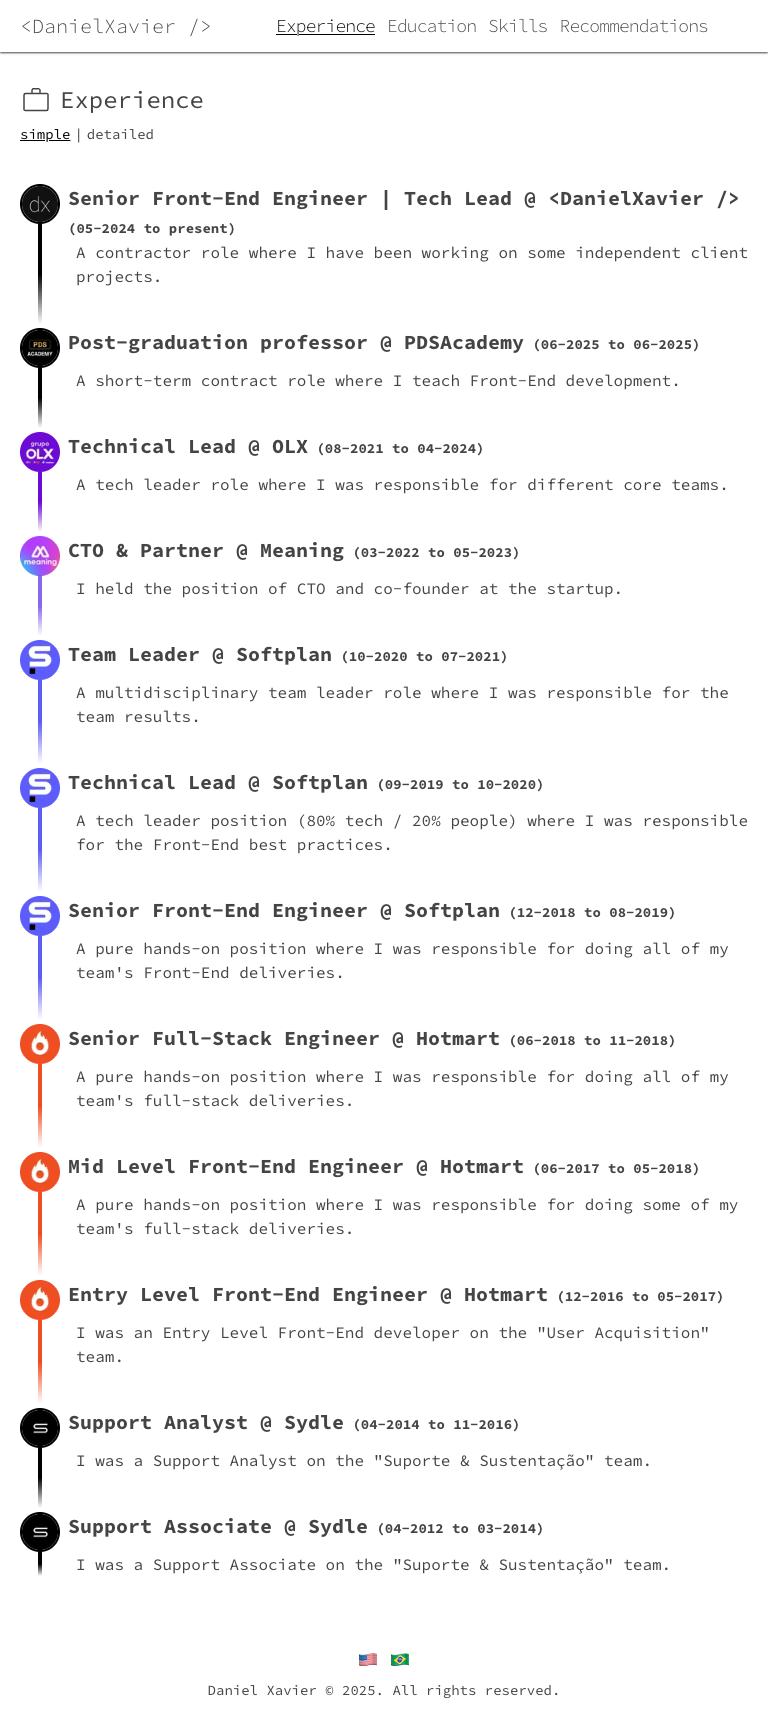 <DanielXavier />
Experience Education Skills Recommendations
Experience
simple | detailed
dx
Senior Front-End Engineer | Tech Lead @ <DanielXavier />
(05-2024 to present)
A contractor role where I have been working on some independent client
projects.
PDS
ACADEMY
Post-graduation professor @ PDSAcademy (06-2025 to 06-2025)
A short-term contract role where I teach Front-End development.
grupo
OLX
Technical Lead @ OLX (08-2021 to 04-2024)
A tech leader role where I was responsible for different core teams.
meaning
CTO & Partner @ Meaning (03-2022 to 05-2023)
I held the position of CTO and co-founder at the startup.
Team Leader @ Softplan (10-2020 to 07-2021)
A multidisciplinary team leader role where I was responsible for the
team results.
Technical Lead @ Softplan (09-2019 to 10-2020)
A tech leader position (80% tech / 20% people) where I was responsible
for the Front-End best practices.
Senior Front-End Engineer @ Softplan (12-2018 to 08-2019)
A pure hands-on position where I was responsible for doing all of my
team's Front-End deliveries.
Senior Full-Stack Engineer @ Hotmart (06-2018 to 11-2018)
A pure hands-on position where I was responsible for doing all of my
team's full-stack deliveries.
Mid Level Front-End Engineer @ Hotmart (06-2017 to 05-2018)
A pure hands-on position where I was responsible for doing some of my
team's full-stack deliveries.
Entry Level Front-End Engineer @ Hotmart (12-2016 to 05-2017)
I was an Entry Level Front-End developer on the "User Acquisition"
team.
Support Analyst @ Sydle (04-2014 to 11-2016)
I was a Support Analyst on the "Suporte & Sustentação" team.
Support Associate @ Sydle (04-2012 to 03-2014)
I was a Support Associate on the "Suporte & Sustentação" team.
Daniel Xavier © 2025. All rights reserved.